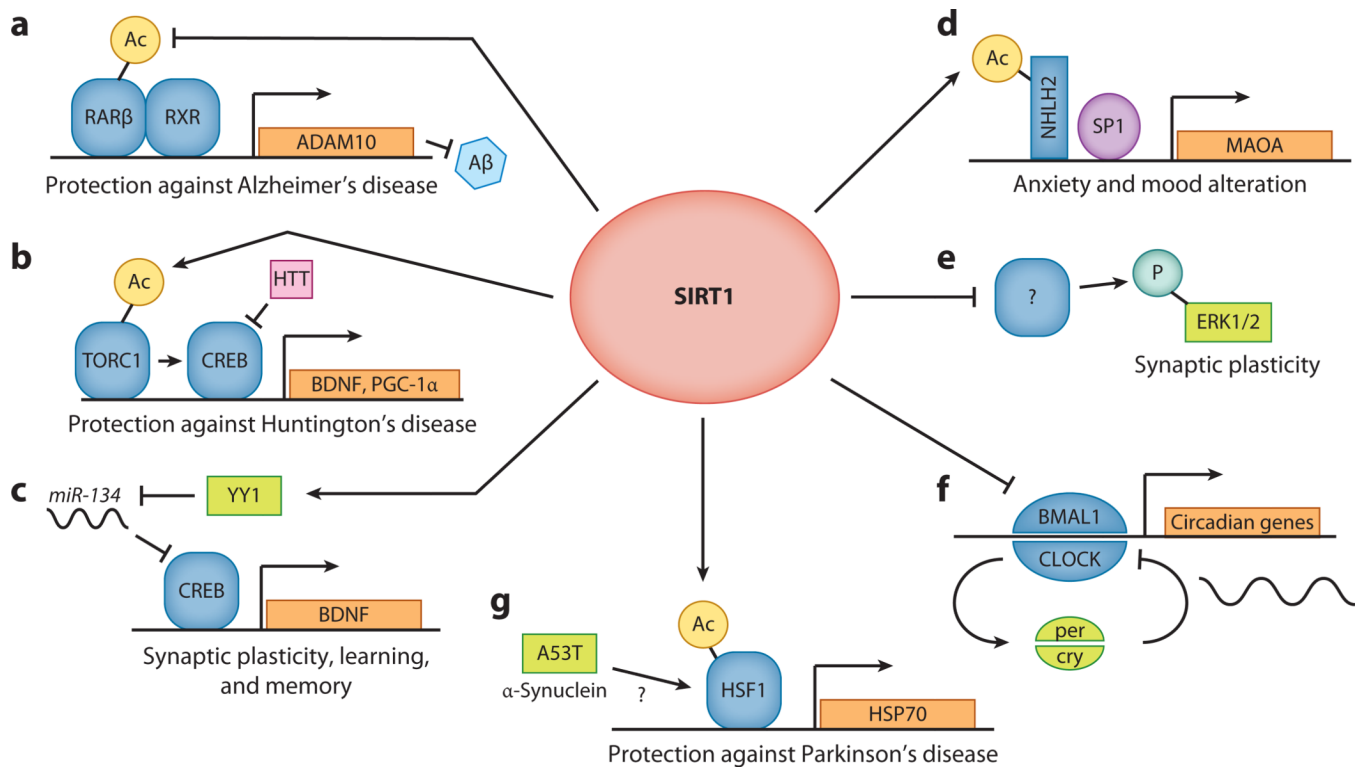 a
Ac
RARβ
RXR
ADAM10
Aβ
Protection against Alzheimer's disease
b
Ac
HTT
TORC1
CREB
BDNF, PGC-1α
Protection against Huntington's disease
c
miR-134
YY1
CREB
BDNF
Synaptic plasticity, learning,
and memory
SIRT1
d
Ac
NHLH2
SP1
MAOA
Anxiety and mood alteration
e
?
P
ERK1/2
Synaptic plasticity
f
BMAL1
CLOCK
Circadian genes
per
cry
g
Ac
A53T
α-Synuclein
?
HSF1
HSP70
Protection against Parkinson's disease